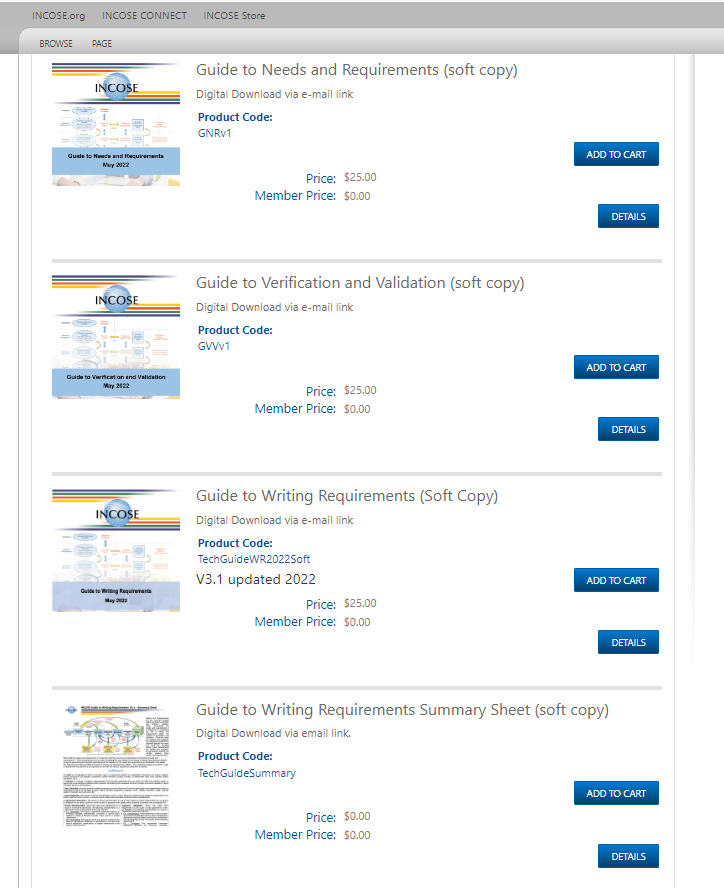 INCOSE.org INCOSE CONNECT INCOSE Store
BROWSE PAGE
INCOSE
Guide to Needs and Requirements
May 2022
Guide to Needs and Requirements (soft copy)
Digital Download via e-mail link
Product Code:
GNRv1
ADD TO CART
Price: $25.00
Member Price: $0.00
DETAILS
INCOSE
Guide to Verification and Validation
May 2022
Guide to Verification and Validation (soft copy)
Digital Download via e-mail link
Product Code:
GVVv1
ADD TO CART
Price: $25.00
Member Price: $0.00
DETAILS
INCOSE
Guide to Writing Requirements
May 2022
Guide to Writing Requirements (Soft Copy)
Digital Download via e-mail link
Product Code:
TechGuideWR2022Soft
V3.1 updated 2022
ADD TO CART
Price: $25.00
Member Price: $0.00
DETAILS
Guide to Writing Requirements Summary Sheet (soft copy)
Digital Download via email link.
Product Code:
TechGuideSummary
ADD TO CART
Price: $0.00
Member Price: $0.00
DETAILS